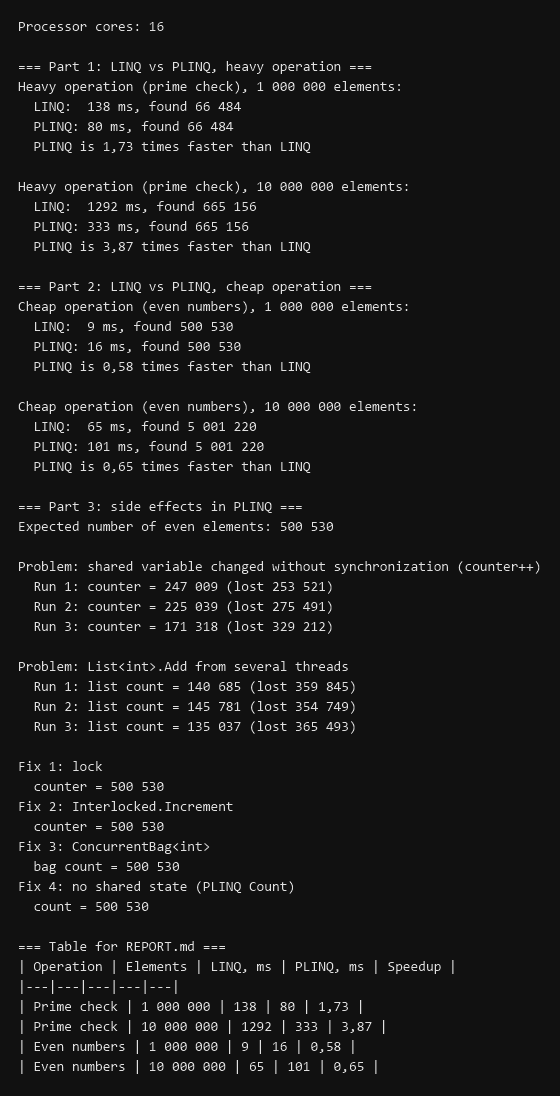 Processor cores: 16
=== Part 1: LINQ vs PLINQ, heavy operation ===
Heavy operation (prime check), 1 000 000 elements:
LINQ:  138 ms, found 66 484
PLINQ: 80 ms, found 66 484
PLINQ is 1,73 times faster than LINQ
Heavy operation (prime check), 10 000 000 elements:
LINQ:  1292 ms, found 665 156
PLINQ: 333 ms, found 665 156
PLINQ is 3,87 times faster than LINQ
=== Part 2: LINQ vs PLINQ, cheap operation ===
Cheap operation (even numbers), 1 000 000 elements:
LINQ:  9 ms, found 500 530
PLINQ: 16 ms, found 500 530
PLINQ is 0,58 times faster than LINQ
Cheap operation (even numbers), 10 000 000 elements:
LINQ:  65 ms, found 5 001 220
PLINQ: 101 ms, found 5 001 220
PLINQ is 0,65 times faster than LINQ
=== Part 3: side effects in PLINQ ===
Expected number of even elements: 500 530
Problem: shared variable changed without synchronization (counter++)
Run 1: counter = 247 009 (lost 253 521)
Run 2: counter = 225 039 (lost 275 491)
Run 3: counter = 171 318 (lost 329 212)
Problem: List<int>.Add from several threads
Run 1: list count = 140 685 (lost 359 845)
Run 2: list count = 145 781 (lost 354 749)
Run 3: list count = 135 037 (lost 365 493)
Fix 1: lock
counter = 500 530
Fix 2: Interlocked.Increment
counter = 500 530
Fix 3: ConcurrentBag<int>
bag count = 500 530
Fix 4: no shared state (PLINQ Count)
count = 500 530
=== Table for REPORT.md ===
| Operation | Elements | LINQ, ms | PLINQ, ms | Speedup |
|---|---|---|---|---|
| Prime check | 1 000 000 | 138 | 80 | 1,73 |
| Prime check | 10 000 000 | 1292 | 333 | 3,87 |
| Even numbers | 1 000 000 | 9 | 16 | 0,58 |
| Even numbers | 10 000 000 | 65 | 101 | 0,65 |